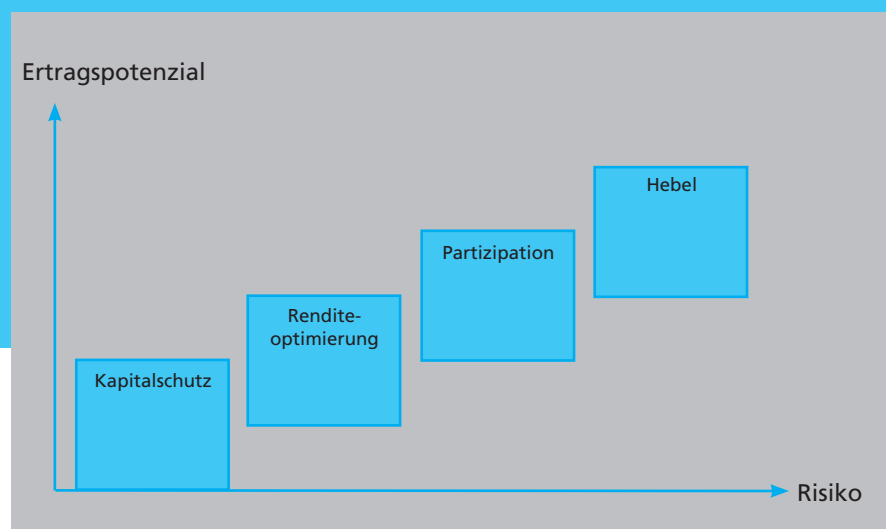 Ertragspotenzial
Hebel
Partizipation
Rendite-
optimierung
Kapitalschutz
Risiko